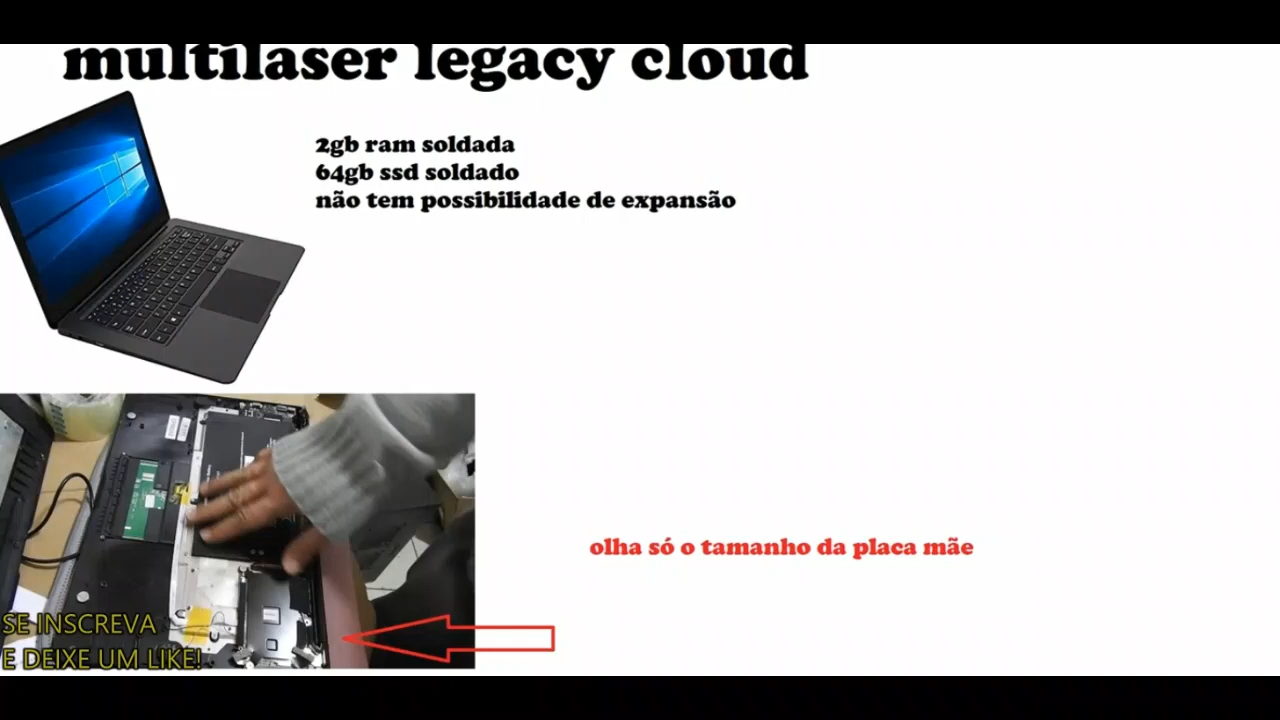 multilaser legacy cloud
2gb ram soldada
64gb ssd soldado
não tem possibilidade de expansão
olha só o tamanho da placa mãe
SE INSCREVA
E DEIXE UM LIKE!